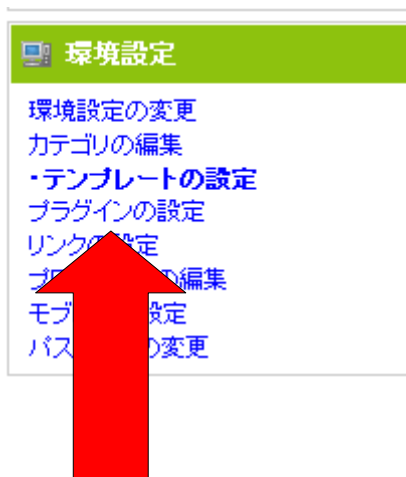 環境設定
環境設定の変更
カテゴリの編集
・テンプレートの設定
プラグインの設定
リンクの設定
の編集
モブ 設定
パス の変更